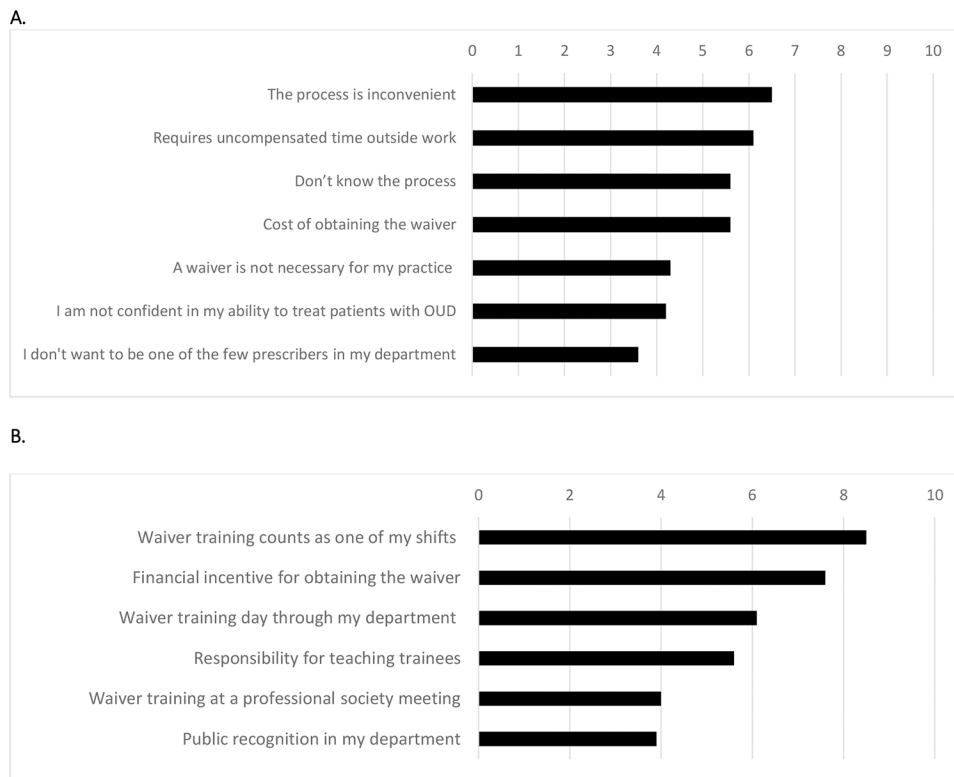 A.
0 1 2 3 4 5 6 7 8 9 10
The process is inconvenient
Requires uncompensated time outside work
Don’t know the process
Cost of obtaining the waiver
A waiver is not necessary for my practice
I am not confident in my ability to treat patients with OUD
I don't want to be one of the few prescribers in my department
B.
0 2 4 6 8 10
Waiver training counts as one of my shifts
Financial incentive for obtaining the waiver
Waiver training day through my department
Responsibility for teaching trainees
Waiver training at a professional society meeting
Public recognition in my department